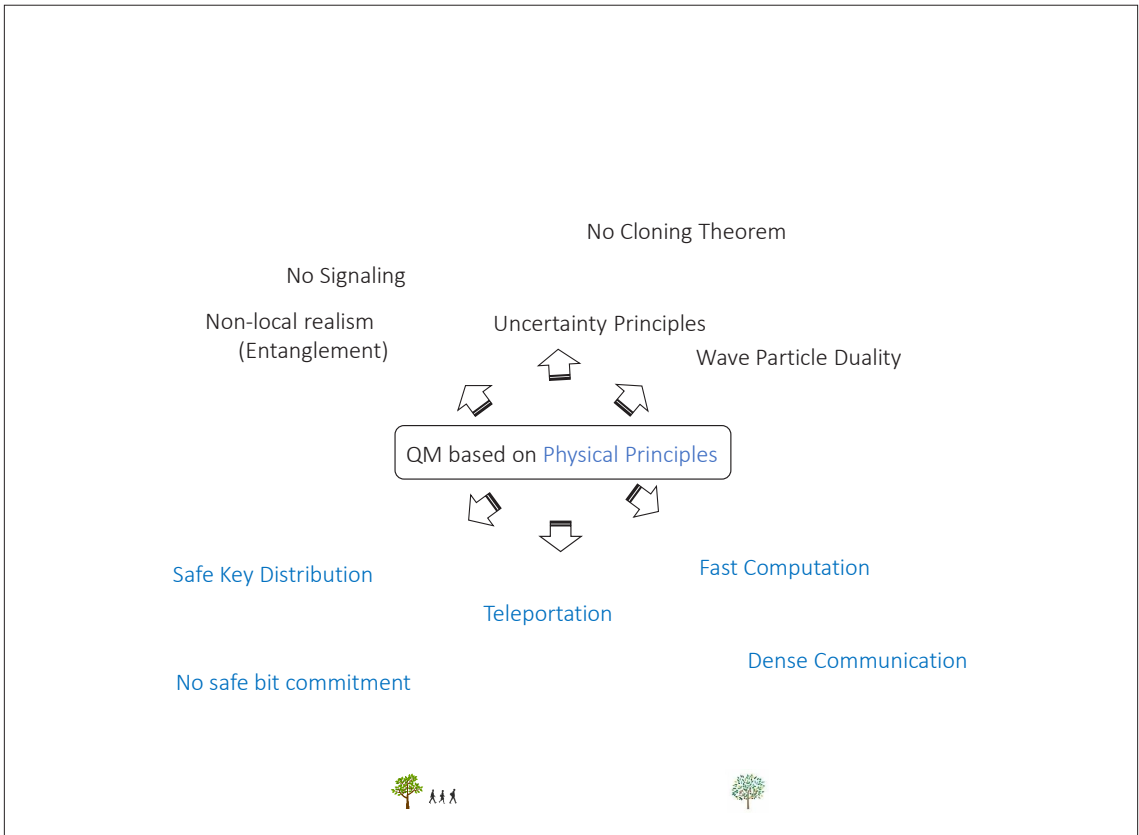 No Cloning Theorem
No Signaling
Non-local realism
(Entanglement)
Uncertainty Principles
Wave Particle Duality
QM based on Physical Principles
Safe Key Distribution
Fast Computation
Teleportation
Dense Communication
No safe bit commitment